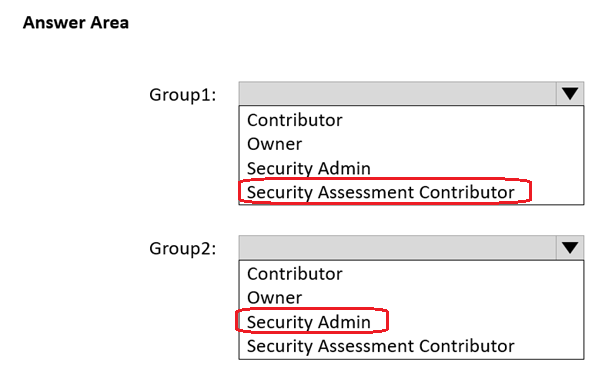 Answer Area
Group1:
Contributor
Owner
Security Admin
Security Assessment Contributor
Group2:
Contributor
Owner
Security Admin
Security Assessment Contributor